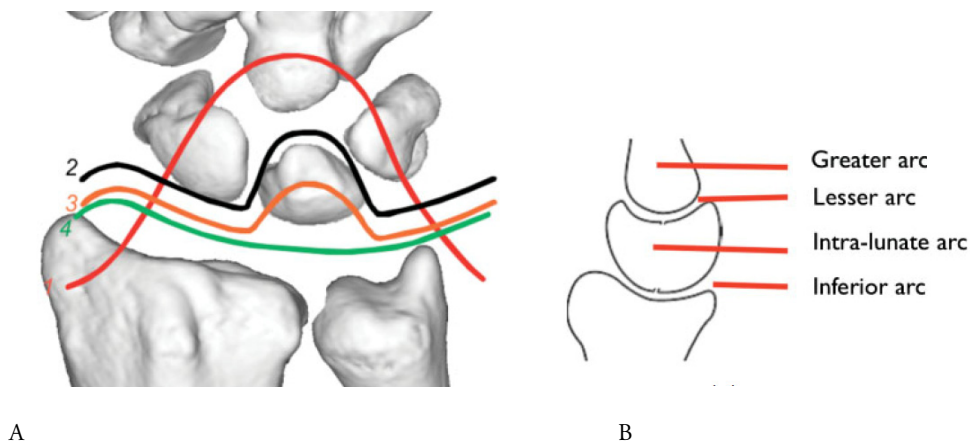 2
3
4
1
Greater arc
Lesser arc
Intra-lunate arc
Inferior arc
A
B